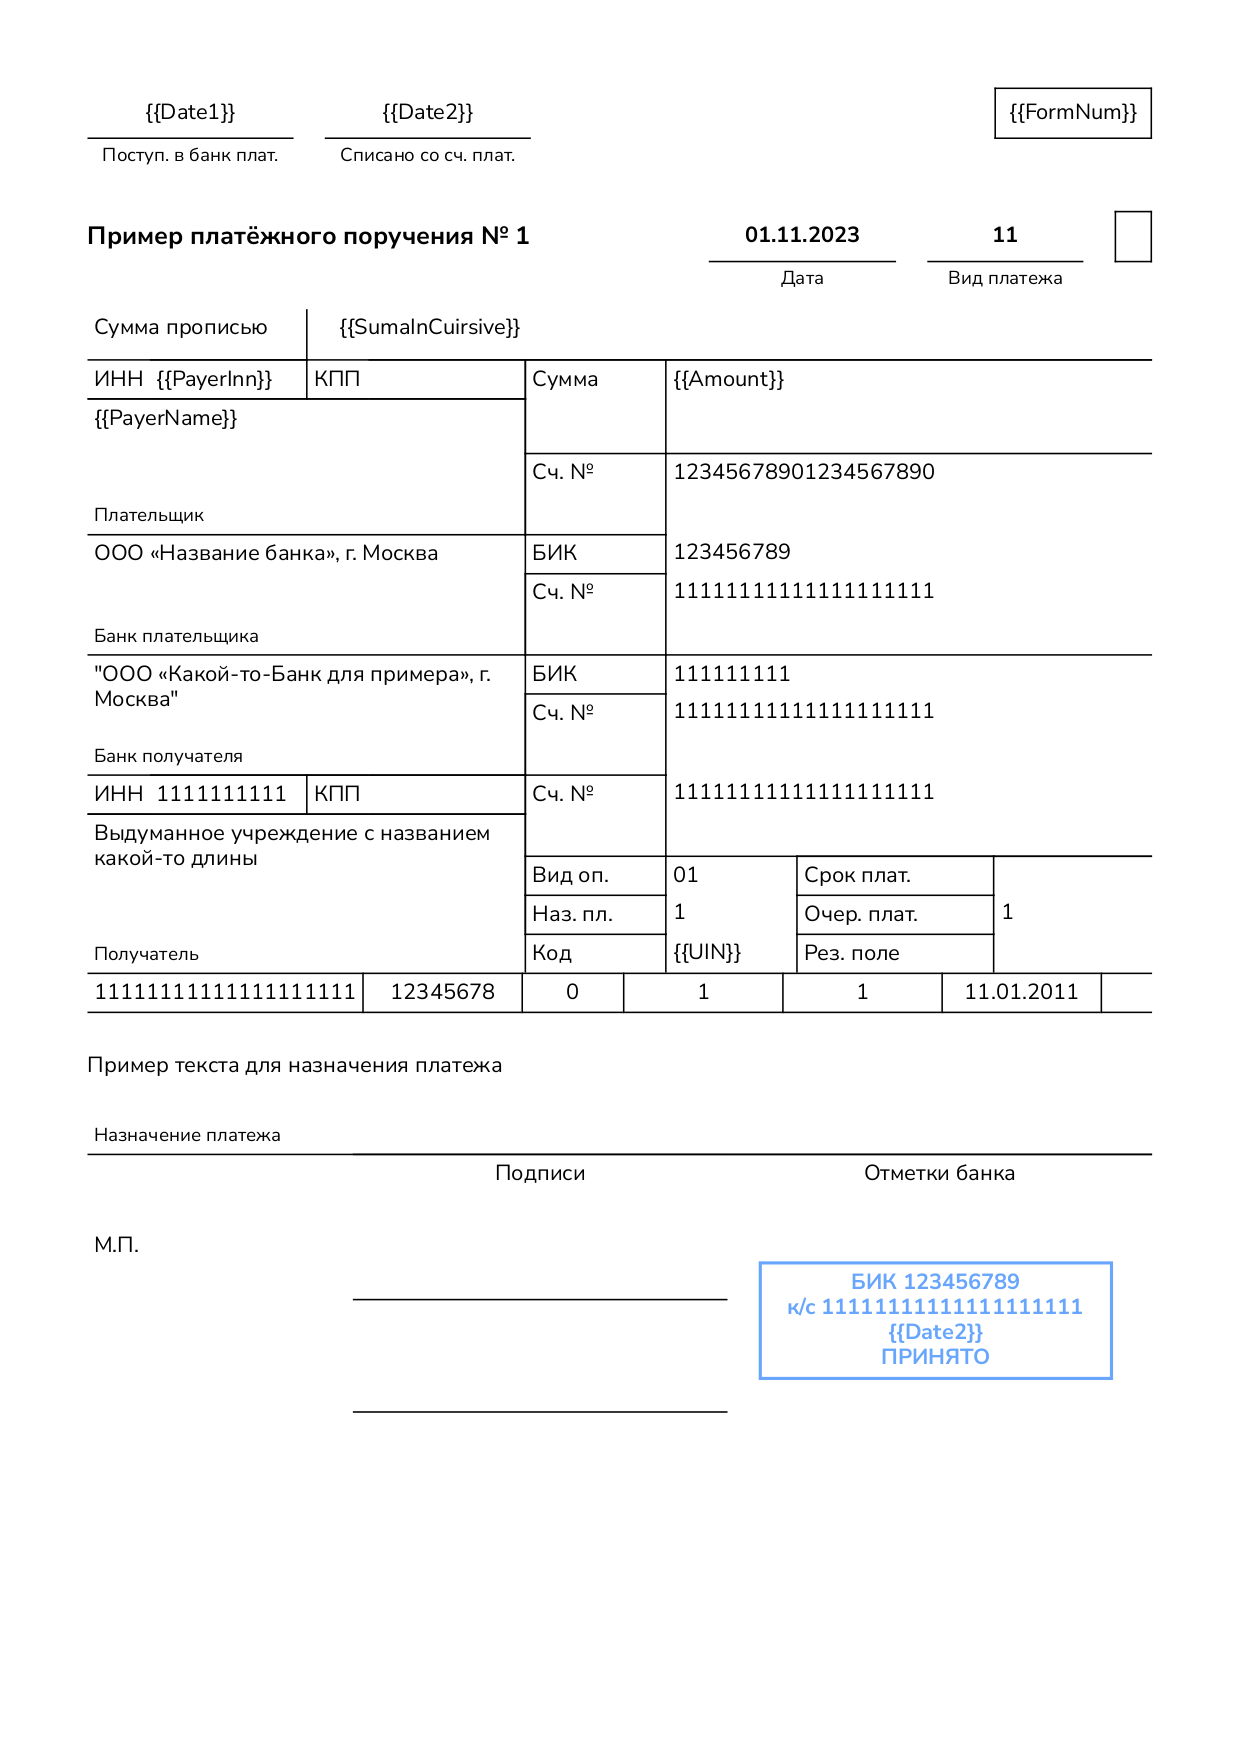 {{Date1}} {{Date2}} {{FormNum}}
Поступ. в банк плат. Списано со сч. плат.
Пример платёжного поручения № 1 01.11.2023 11
Дата Вид платежа
Сумма прописью {{SumaInCuirsive}}
ИНН {{PayerInn}} КПП Сумма {{Amount}}
{{PayerName}}
Сч. № 12345678901234567890
Плательщик
ООО «Название банка», г. Москва БИК 123456789
Сч. № 11111111111111111111
Банк плательщика
"ООО «Какой-то-Банк для примера», г. БИК 111111111
Москва"
Сч. № 11111111111111111111
Банк получателя
ИНН 1111111111 КПП Сч. № 11111111111111111111
Выдуманное учреждение с названием
какой-то длины
Вид оп. 01 Срок плат.
Наз. пл. 1 Очер. плат. 1
Получатель Код {{UIN}} Рез. поле
11111111111111111111 12345678 0 1 1 11.01.2011
Пример текста для назначения платежа
Назначение платежа
Подписи Отметки банка
М.П.
БИК 123456789
к/с 11111111111111111111
{{Date2}}
ПРИНЯТО